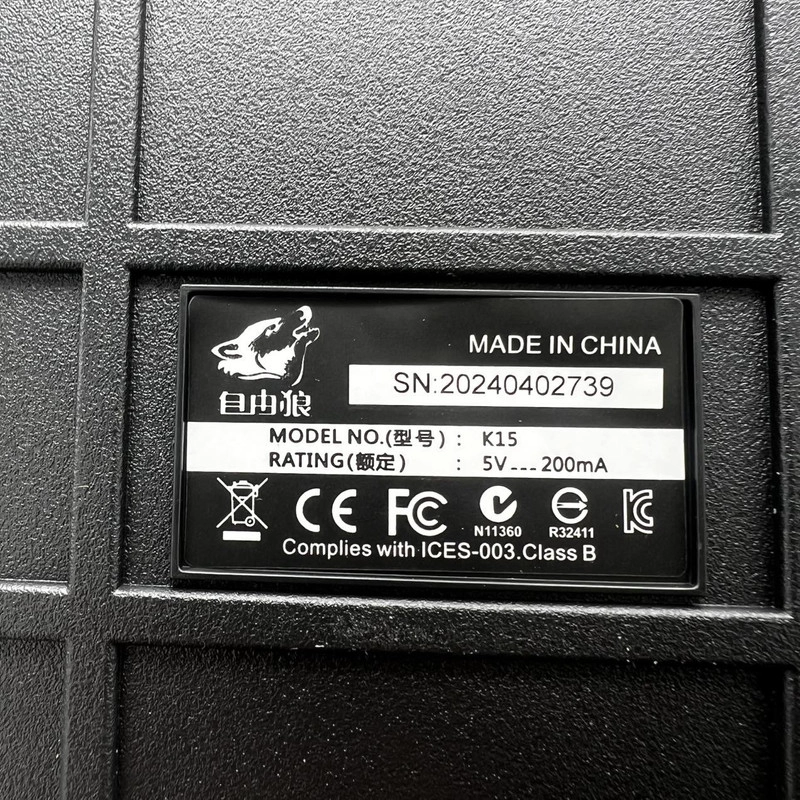 MADE IN CHINA
SN:20240402739
自由狼
MODEL NO.(型号) : K15
RATING(额定) : 5V---200mA
CE FC N11360 R32411
Complies with ICES-003.Class B